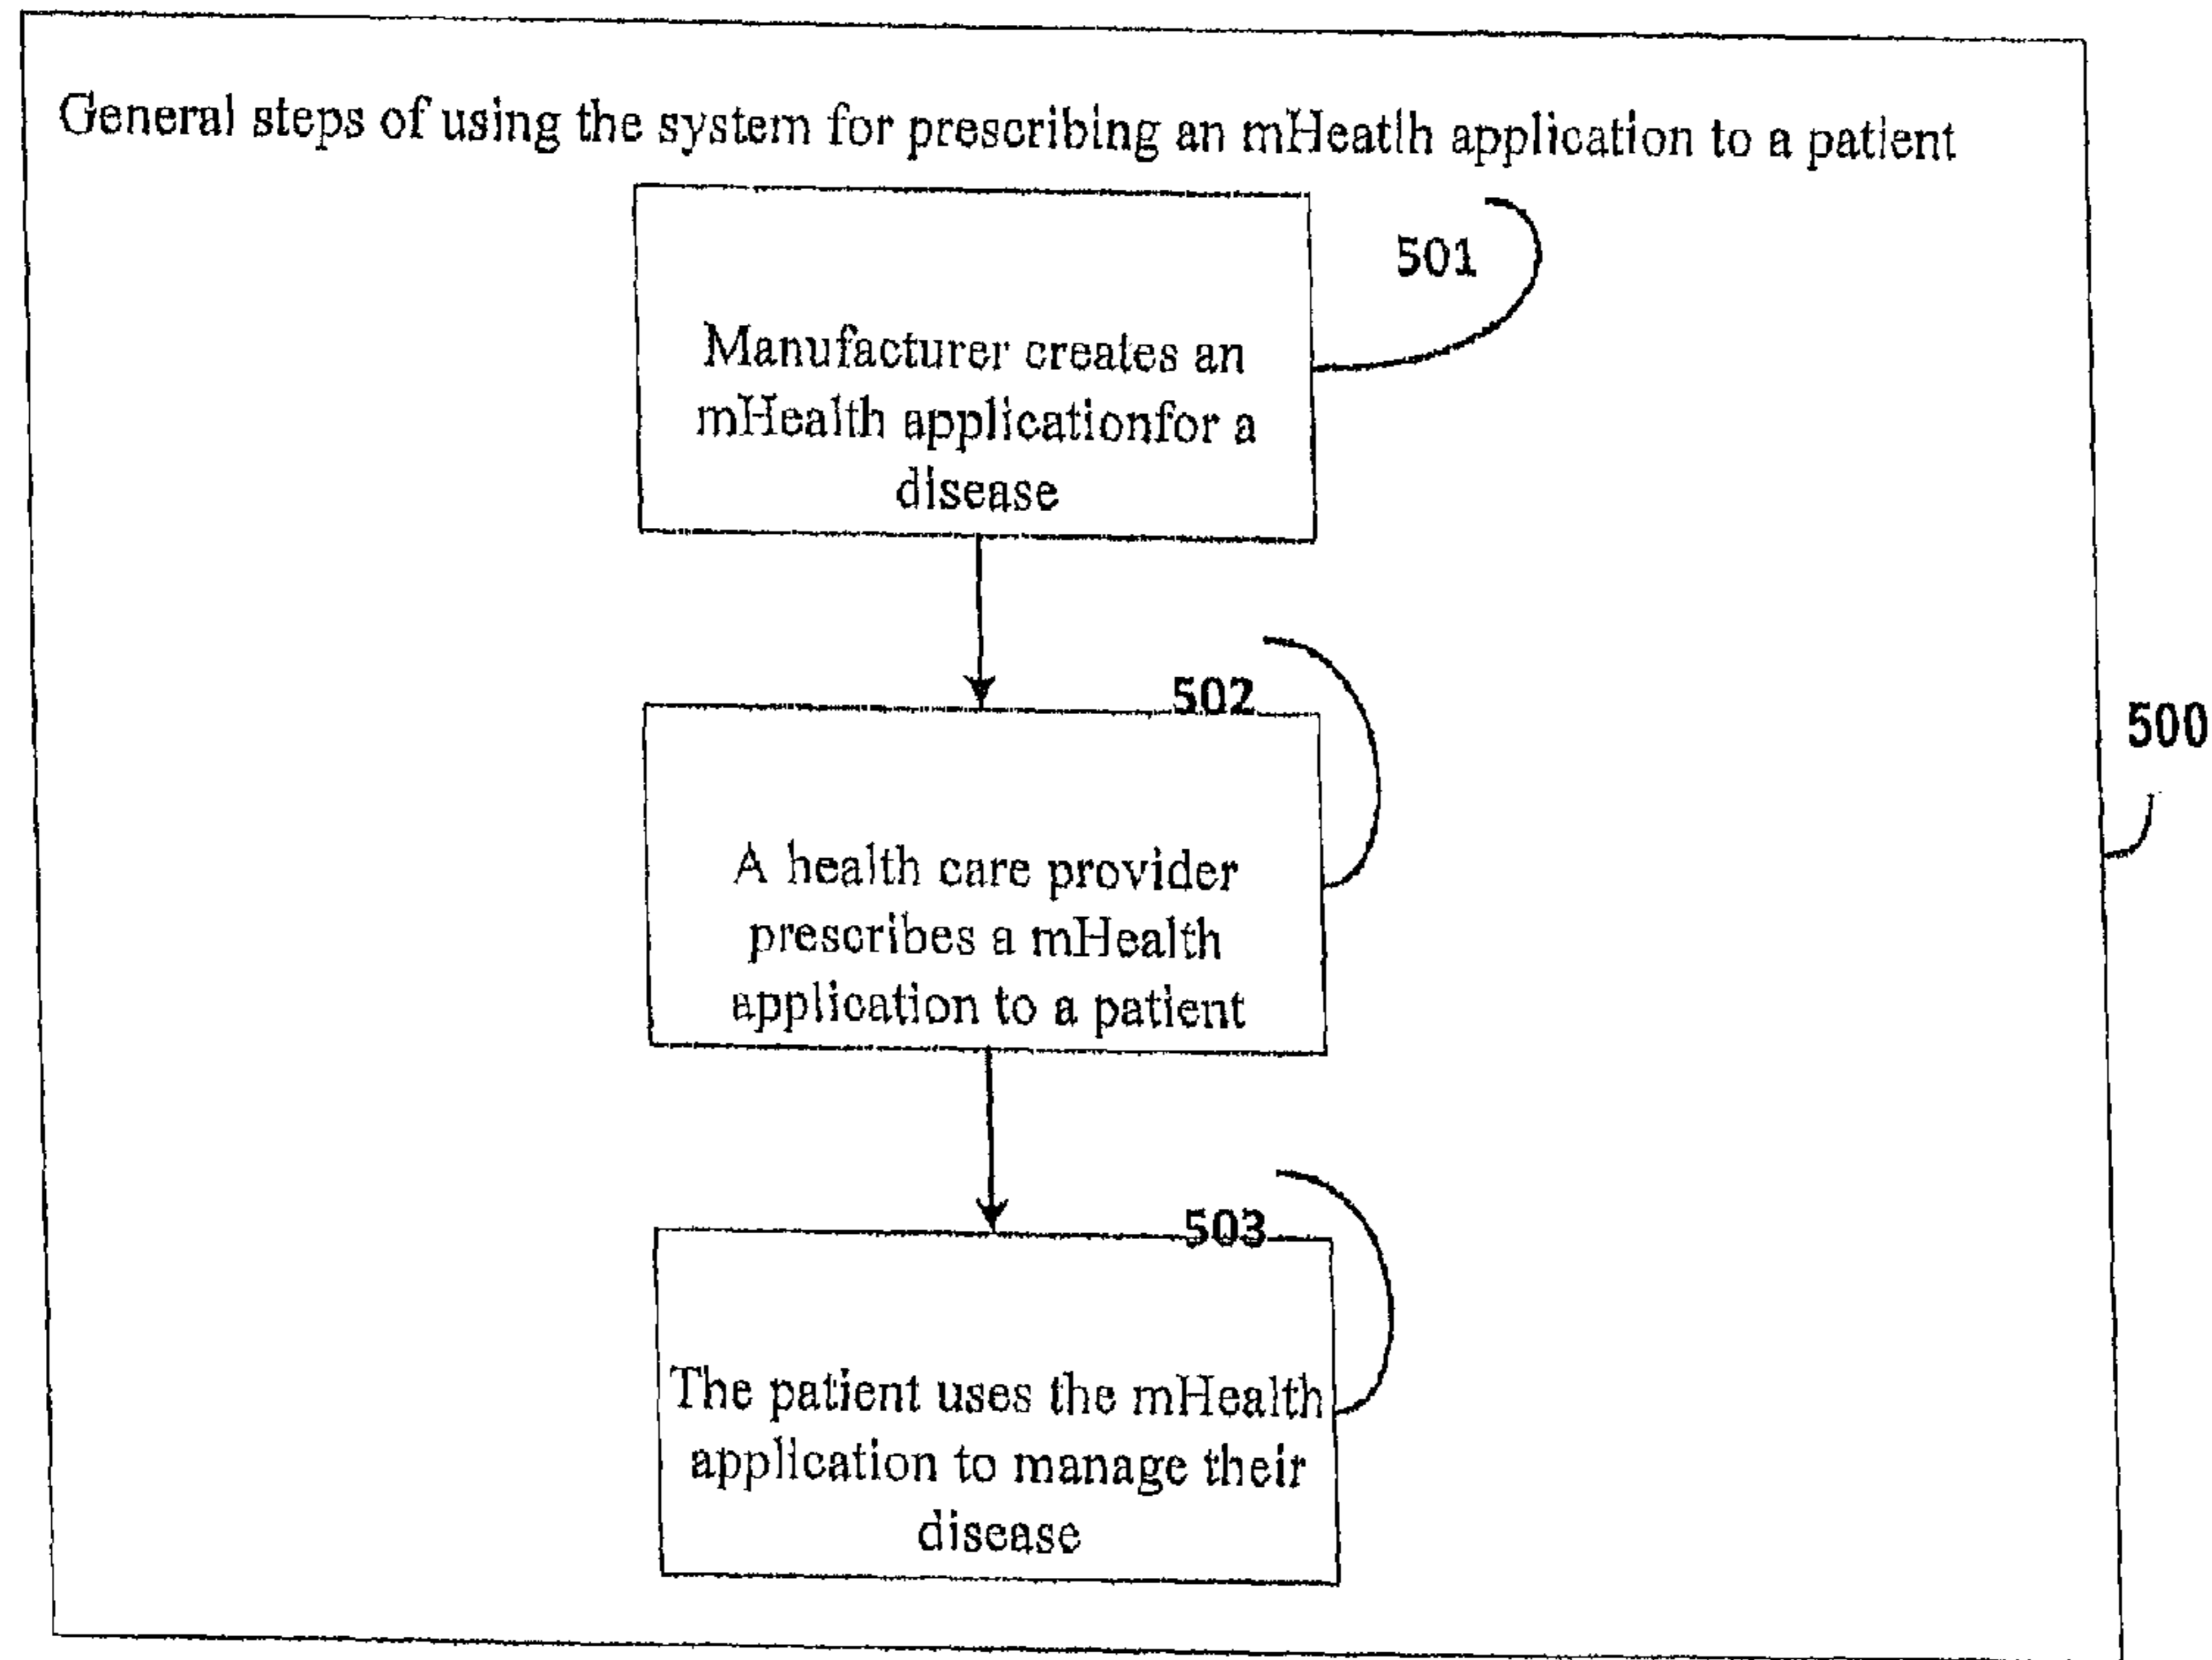 General steps of using the system for prescribing an mHeatlh application to a patient
501
Manufacturer creates an
mHealth applicationfor a
disease
502
500
A health care provider
prescribes a mHealth
application to a patient
503
The patient uses the mHealth
application to manage their
disease